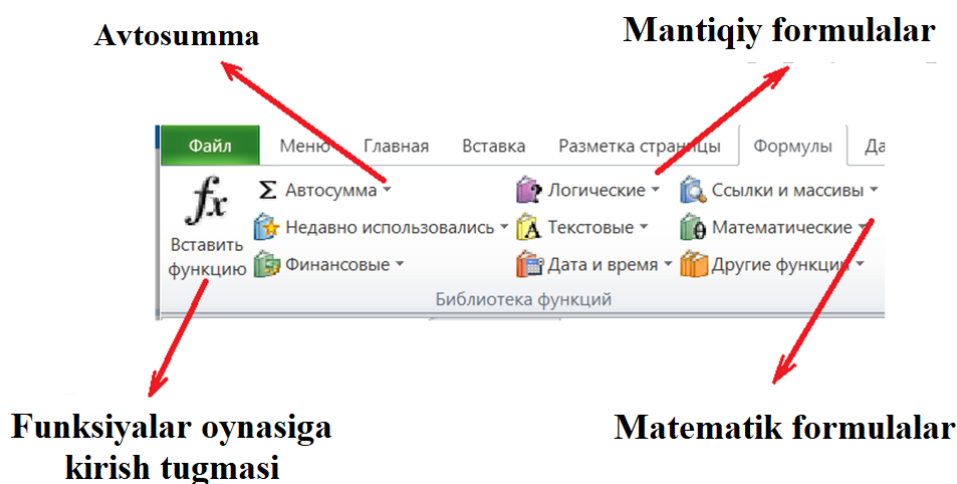 Avtosumma
Mantiqiy formulalar
Файл Меню Главная Вставка Разметка страницы Формулы Да
fx
Вставить функцию
Σ Автосумма
Недавно использовались
Финансовые
Логические
Текстовые
Дата и время
Ссылки и массивы
Математические
Другие функции
Библиотека функций
Funksiyalar oynasiga
kirish tugmasi
Matematik formulalar